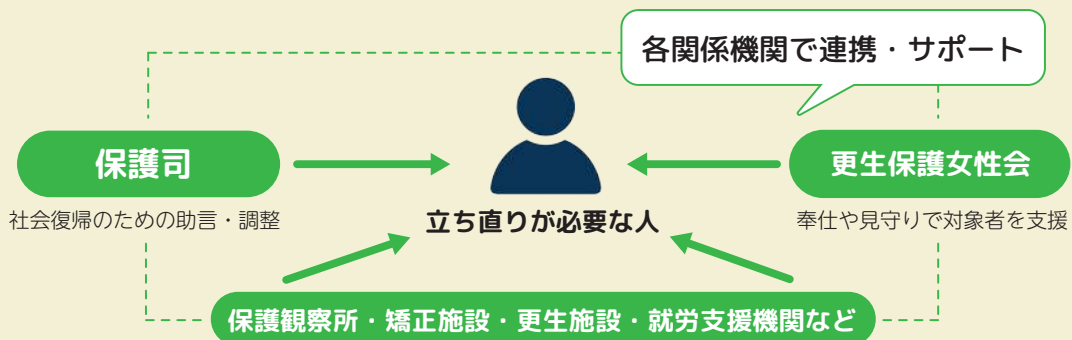 各関係機関で連携・サポート
保護司
社会復帰のための助言・調整
立ち直りが必要な人
更生保護女性会
奉仕や見守りで対象者を支援
保護観察所・矯正施設・更生施設・就労支援機関など